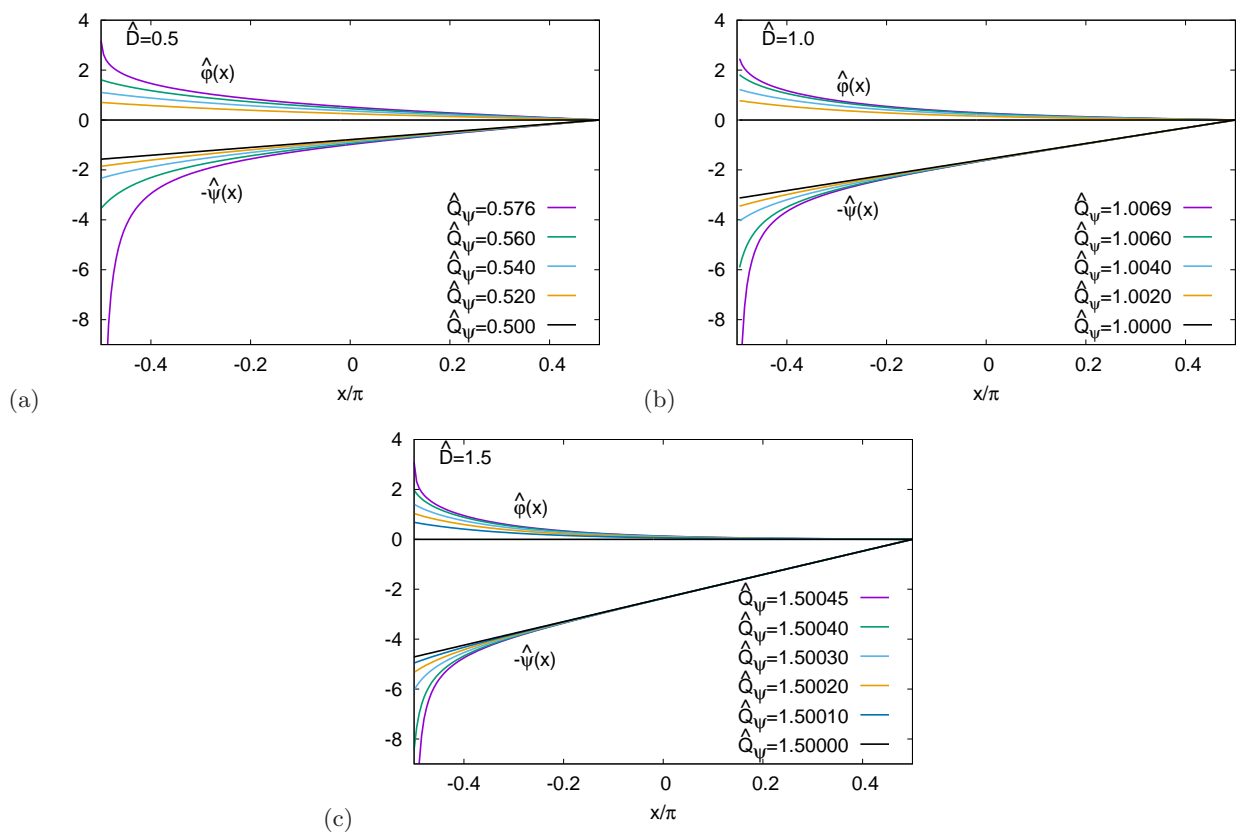 D̂=0.5
φ̂(x)
-ψ̂(x)
Q̂ψ=0.576
Q̂ψ=0.560
Q̂ψ=0.540
Q̂ψ=0.520
Q̂ψ=0.500
4
2
0
-2
-4
-6
-8
-0.4 -0.2 0 0.2 0.4
x/π
(a)
D̂=1.0
φ̂(x)
-ψ̂(x)
Q̂ψ=1.0069
Q̂ψ=1.0060
Q̂ψ=1.0040
Q̂ψ=1.0020
Q̂ψ=1.0000
4
2
0
-2
-4
-6
-8
-0.4 -0.2 0 0.2 0.4
x/π
(b)
D̂=1.5
φ̂(x)
-ψ̂(x)
Q̂ψ=1.50045
Q̂ψ=1.50040
Q̂ψ=1.50030
Q̂ψ=1.50020
Q̂ψ=1.50010
Q̂ψ=1.50000
4
2
0
-2
-4
-6
-8
-0.4 -0.2 0 0.2 0.4
x/π
(c)